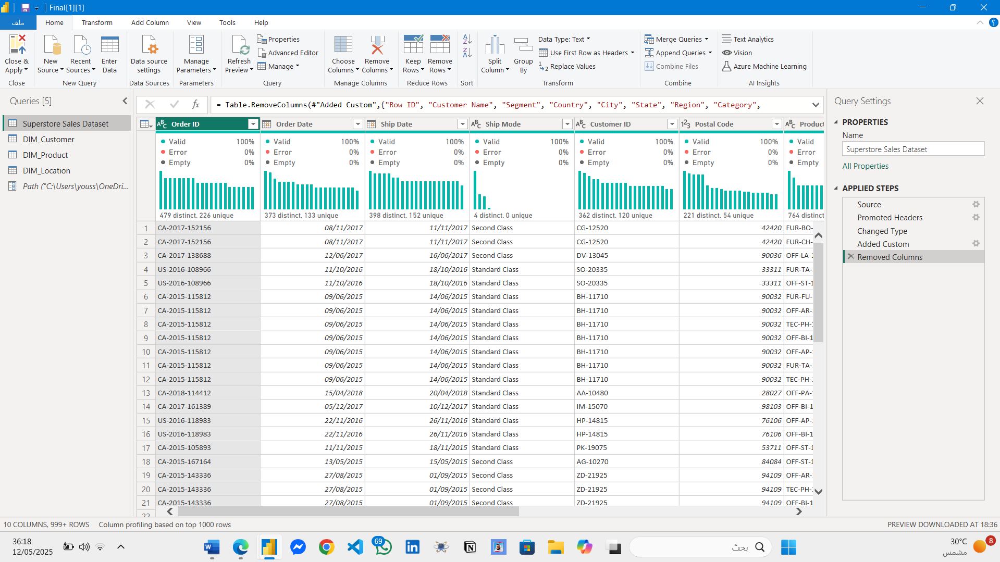 Final[1][1]
ملف Home Transform Add Column View Tools Help
Close & Apply
Close
New Source
Recent Sources
Enter Data
New Query
Data source settings
Data Sources
Manage Parameters
Parameters
Refresh Preview
Properties
Advanced Editor
Manage
Query
Choose Columns
Remove Columns
Manage Columns
Keep Rows
Remove Rows
Reduce Rows
Sort
Split Column
Group By
Data Type: Text
Use First Row as Headers
Replace Values
Transform
Merge Queries
Append Queries
Combine Files
Combine
Text Analytics
Vision
Azure Machine Learning
AI Insights
Queries [5]
Superstore Sales Dataset
DIM_Customer
DIM_Product
DIM_Location
Path ("C:\Users\youss\OneDri...
fx = Table.RemoveColumns(#"Added Custom",{"Row ID", "Customer Name", "Segment", "Country", "City", "State", "Region", "Category",
Order ID Order Date Ship Date Ship Mode Customer ID Postal Code Product
Valid 100% Valid 100% Valid 100% Valid 100% Valid 100% Valid 100% Valid
Error 0% Error 0% Error 0% Error 0% Error 0% Error 0% Error
Empty 0% Empty 0% Empty 0% Empty 0% Empty 0% Empty 0% Empty
479 distinct, 226 unique 373 distinct, 133 unique 398 distinct, 152 unique 4 distinct, 0 unique 362 distinct, 120 unique 221 distinct, 54 unique 764 distinct
1 CA-2017-152156 08/11/2017 11/11/2017 Second Class CG-12520 42420 FUR-BO-
2 CA-2017-152156 08/11/2017 11/11/2017 Second Class CG-12520 42420 FUR-CH-
3 CA-2017-138688 12/06/2017 16/06/2017 Second Class DV-13045 90036 OFF-LA-1
4 US-2016-108966 11/10/2016 18/10/2016 Standard Class SO-20335 33311 FUR-TA-
5 US-2016-108966 11/10/2016 18/10/2016 Standard Class SO-20335 33311 OFF-ST-1
6 CA-2015-115812 09/06/2015 14/06/2015 Standard Class BH-11710 90032 FUR-FU-
7 CA-2015-115812 09/06/2015 14/06/2015 Standard Class BH-11710 90032 OFF-AR-
8 CA-2015-115812 09/06/2015 14/06/2015 Standard Class BH-11710 90032 TEC-PH-
9 CA-2015-115812 09/06/2015 14/06/2015 Standard Class BH-11710 90032 OFF-BI-1
10 CA-2015-115812 09/06/2015 14/06/2015 Standard Class BH-11710 90032 OFF-AP-
11 CA-2015-115812 09/06/2015 14/06/2015 Standard Class BH-11710 90032 FUR-TA-
12 CA-2015-115812 09/06/2015 14/06/2015 Standard Class BH-11710 90032 TEC-PH-
13 CA-2018-114412 15/04/2018 20/04/2018 Standard Class AA-10480 28027 OFF-PA-
14 CA-2017-161389 05/12/2017 10/12/2017 Standard Class IM-15070 98103 OFF-BI-1
15 US-2016-118983 22/11/2016 26/11/2016 Standard Class HP-14815 76106 OFF-AP-
16 US-2016-118983 22/11/2016 26/11/2016 Standard Class HP-14815 76106 OFF-BI-1
17 CA-2015-105893 11/11/2015 18/11/2015 Standard Class PK-19075 53711 OFF-ST-1
18 CA-2015-167164 13/05/2015 15/05/2015 Second Class AG-10270 84084 OFF-ST-1
19 CA-2015-143336 27/08/2015 01/09/2015 Second Class ZD-21925 94109 OFF-AR-
20 CA-2015-143336 27/08/2015 01/09/2015 Second Class ZD-21925 94109 TEC-PH-
21 CA-2015-143336 27/08/2015 01/09/2015 Second Class ZD-21925 94109 OFF-BI-1
22
Query Settings
PROPERTIES
Name
Superstore Sales Dataset
All Properties
APPLIED STEPS
Source
Promoted Headers
Changed Type
Added Custom
Removed Columns
10 COLUMNS, 999+ ROWS Column profiling based on top 1000 rows PREVIEW DOWNLOADED AT 18:36
36:18
12/05/2025
69
بحث
30°C
مشمس
8